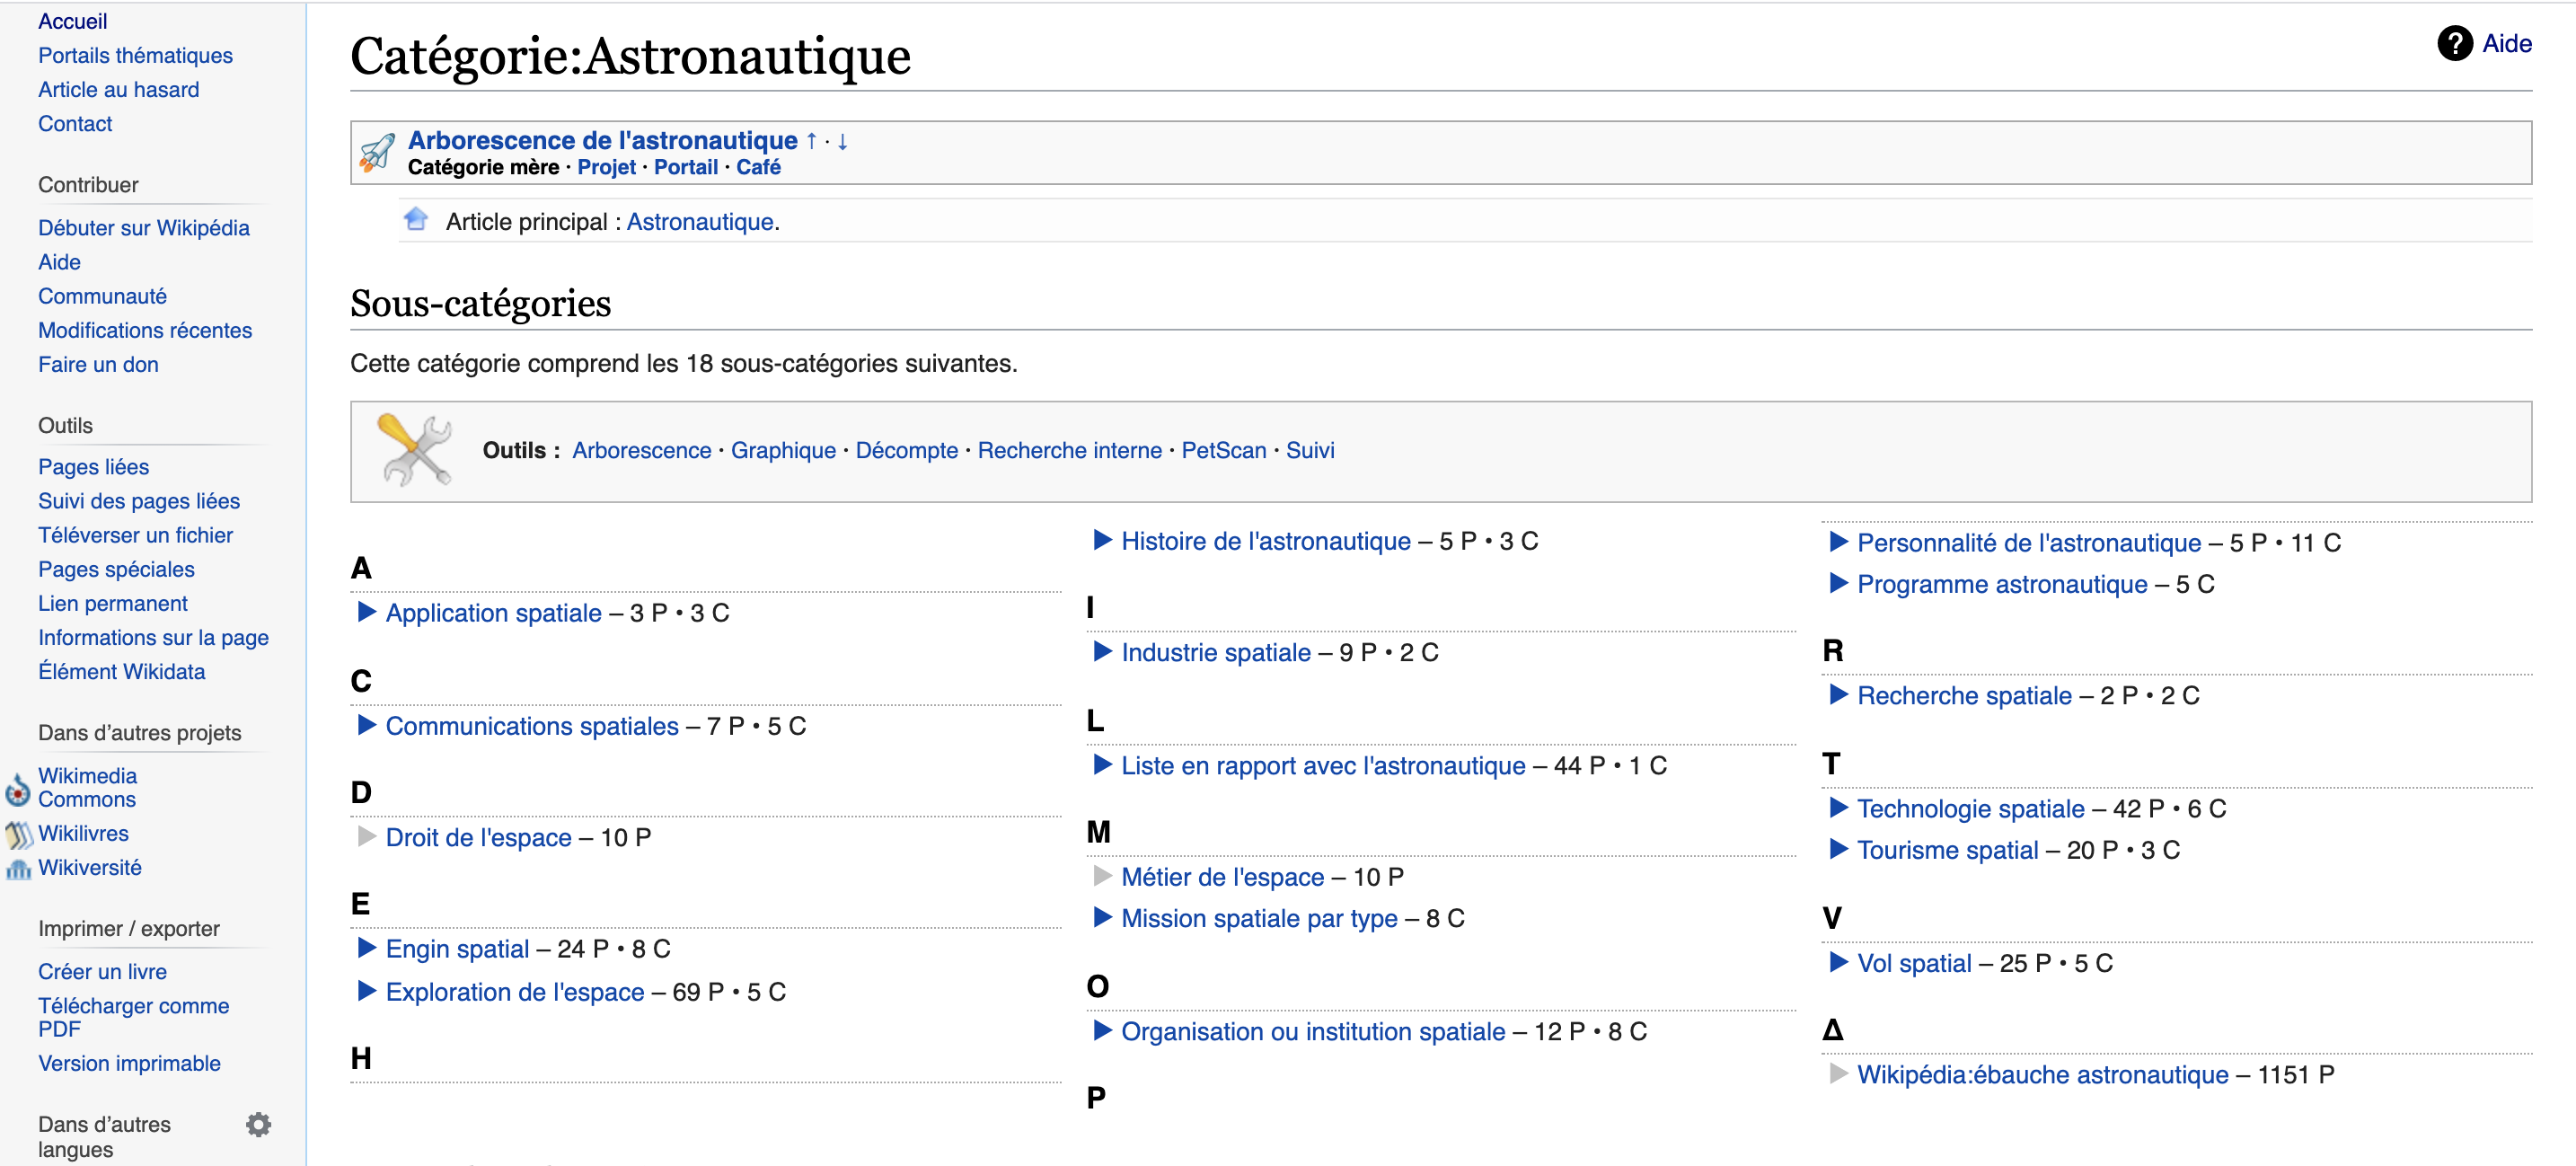 Accueil
Portails thématiques
Article au hasard
Contact
Contribuer
Débuter sur Wikipédia
Aide
Communauté
Modifications récentes
Faire un don
Outils
Pages liées
Suivi des pages liées
Téléverser un fichier
Pages spéciales
Lien permanent
Informations sur la page
Élément Wikidata
Dans d’autres projets
Wikimedia
Commons
Wikilivres
Wikiversité
Imprimer / exporter
Créer un livre
Télécharger comme
PDF
Version imprimable
Dans d’autres
langues
Catégorie:Astronautique
? Aide
Arborescence de l'astronautique ↑ · ↓
Catégorie mère · Projet · Portail · Café
Article principal : Astronautique.
Sous-catégories
Cette catégorie comprend les 18 sous-catégories suivantes.
Outils : Arborescence · Graphique · Décompte · Recherche interne · PetScan · Suivi
A
► Application spatiale – 3 P • 3 C
C
► Communications spatiales – 7 P • 5 C
D
► Droit de l'espace – 10 P
E
► Engin spatial – 24 P • 8 C
► Exploration de l'espace – 69 P • 5 C
H
► Histoire de l'astronautique – 5 P • 3 C
I
► Industrie spatiale – 9 P • 2 C
L
► Liste en rapport avec l'astronautique – 44 P • 1 C
M
► Métier de l'espace – 10 P
► Mission spatiale par type – 8 C
O
► Organisation ou institution spatiale – 12 P • 8 C
P
► Personnalité de l'astronautique – 5 P • 11 C
► Programme astronautique – 5 C
R
► Recherche spatiale – 2 P • 2 C
T
► Technologie spatiale – 42 P • 6 C
► Tourisme spatial – 20 P • 3 C
V
► Vol spatial – 25 P • 5 C
Δ
► Wikipédia:ébauche astronautique – 1151 P